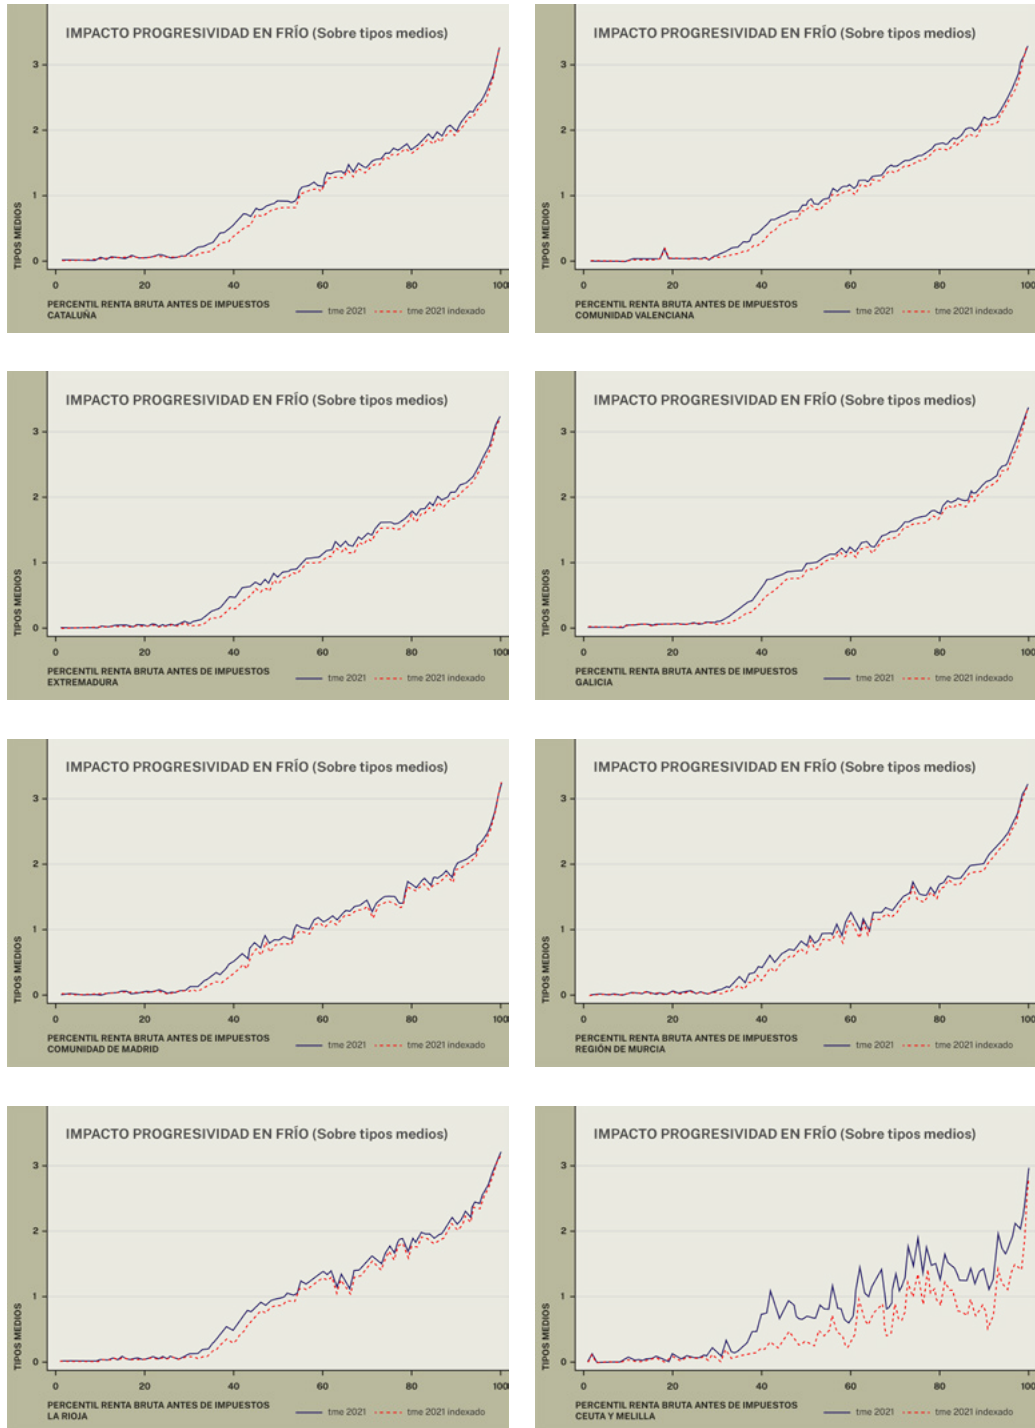 IMPACTO PROGRESIVIDAD EN FRÍO (Sobre tipos medios)
3
2
1
0
TIPOS MEDIOS
0 20 40 60 80 100
PERCENTIL RENTA BRUTA ANTES DE IMPUESTOS
CATALUÑA
tme 2021 tme 2021 indexado
IMPACTO PROGRESIVIDAD EN FRÍO (Sobre tipos medios)
3
2
1
0
TIPOS MEDIOS
0 20 40 60 80 100
PERCENTIL RENTA BRUTA ANTES DE IMPUESTOS
COMUNIDAD VALENCIANA
tme 2021 tme 2021 indexado
IMPACTO PROGRESIVIDAD EN FRÍO (Sobre tipos medios)
3
2
1
0
TIPOS MEDIOS
0 20 40 60 80 100
PERCENTIL RENTA BRUTA ANTES DE IMPUESTOS
EXTREMADURA
tme 2021 tme 2021 indexado
IMPACTO PROGRESIVIDAD EN FRÍO (Sobre tipos medios)
3
2
1
0
TIPOS MEDIOS
0 20 40 60 80 100
PERCENTIL RENTA BRUTA ANTES DE IMPUESTOS
GALICIA
tme 2021 tme 2021 indexado
IMPACTO PROGRESIVIDAD EN FRÍO (Sobre tipos medios)
3
2
1
0
TIPOS MEDIOS
0 20 40 60 80 100
PERCENTIL RENTA BRUTA ANTES DE IMPUESTOS
COMUNIDAD DE MADRID
tme 2021 tme 2021 indexado
IMPACTO PROGRESIVIDAD EN FRÍO (Sobre tipos medios)
3
2
1
0
TIPOS MEDIOS
0 20 40 60 80 100
PERCENTIL RENTA BRUTA ANTES DE IMPUESTOS
REGIÓN DE MURCIA
tme 2021 tme 2021 indexado
IMPACTO PROGRESIVIDAD EN FRÍO (Sobre tipos medios)
3
2
1
0
TIPOS MEDIOS
0 20 40 60 80 100
PERCENTIL RENTA BRUTA ANTES DE IMPUESTOS
LA RIOJA
tme 2021 tme 2021 indexado
IMPACTO PROGRESIVIDAD EN FRÍO (Sobre tipos medios)
3
2
1
0
TIPOS MEDIOS
0 20 40 60 80 100
PERCENTIL RENTA BRUTA ANTES DE IMPUESTOS
CEUTA Y MELILLA
tme 2021 tme 2021 indexado